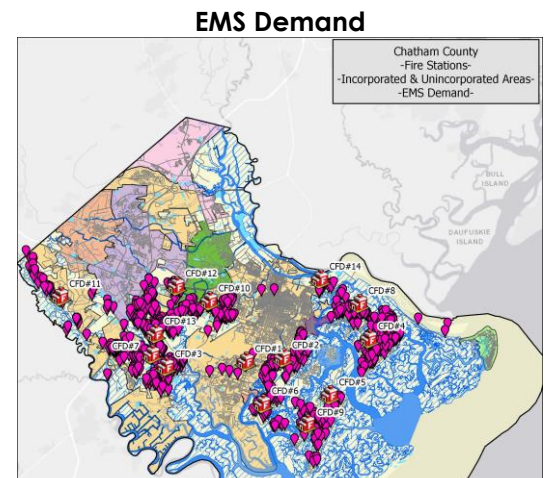 EMS Demand
Chatham County
-Fire Stations-
-Incorporated & Unincorporated Areas-
-EMS Demand-
BULL
ISLAND
DAUFUSKIE
ISLAND
CFD#14
CFD#12
CFD#11
CFD#10
CFD#8
CFD#13
CFD#4
CFD#7
CFD#2
CFD#3
CFD#1
CFD#5
CFD#6
CFD#9